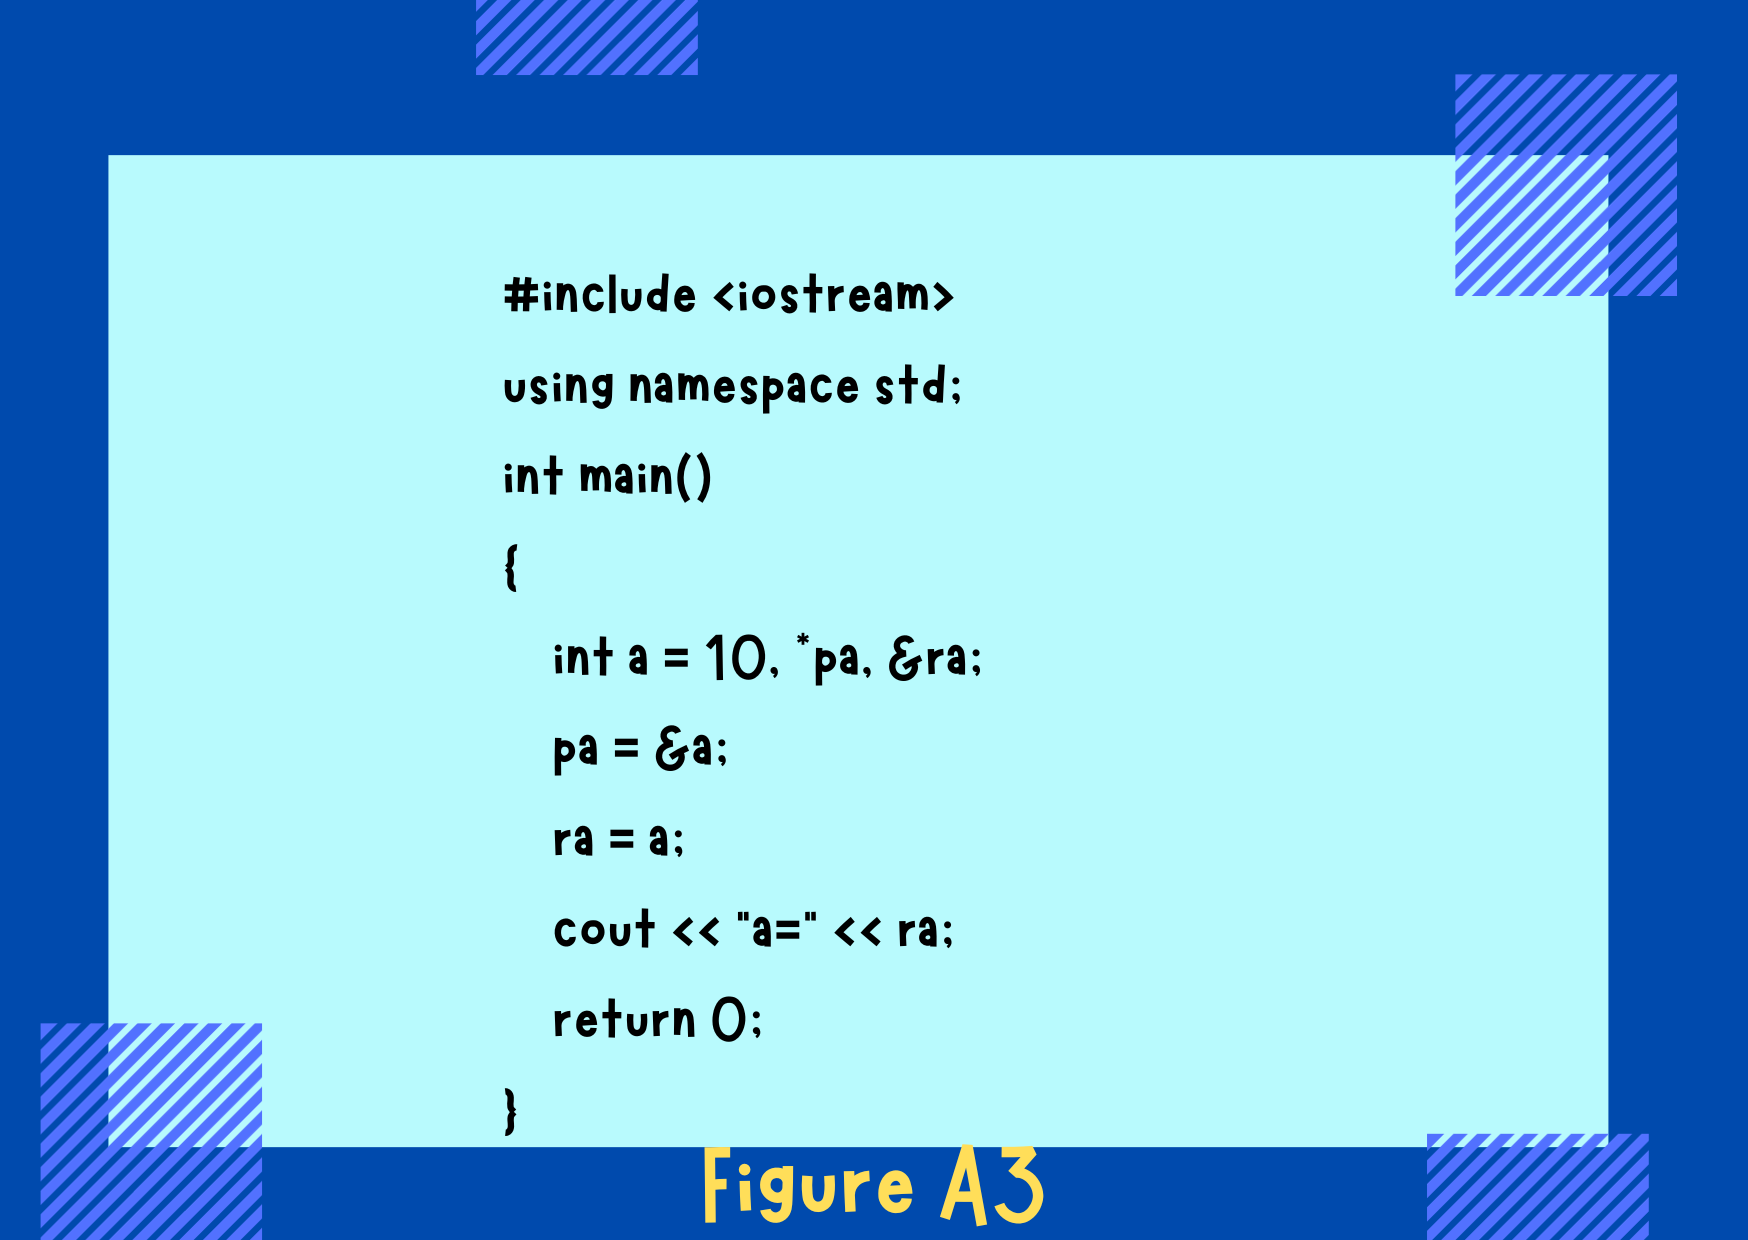 #include <iostream>
using namespace std;
int main()
{
int a = 10, *pa, &ra;
pa = &a;
ra = a;
cout << "a=" << ra;
return 0;
}
Figure A3